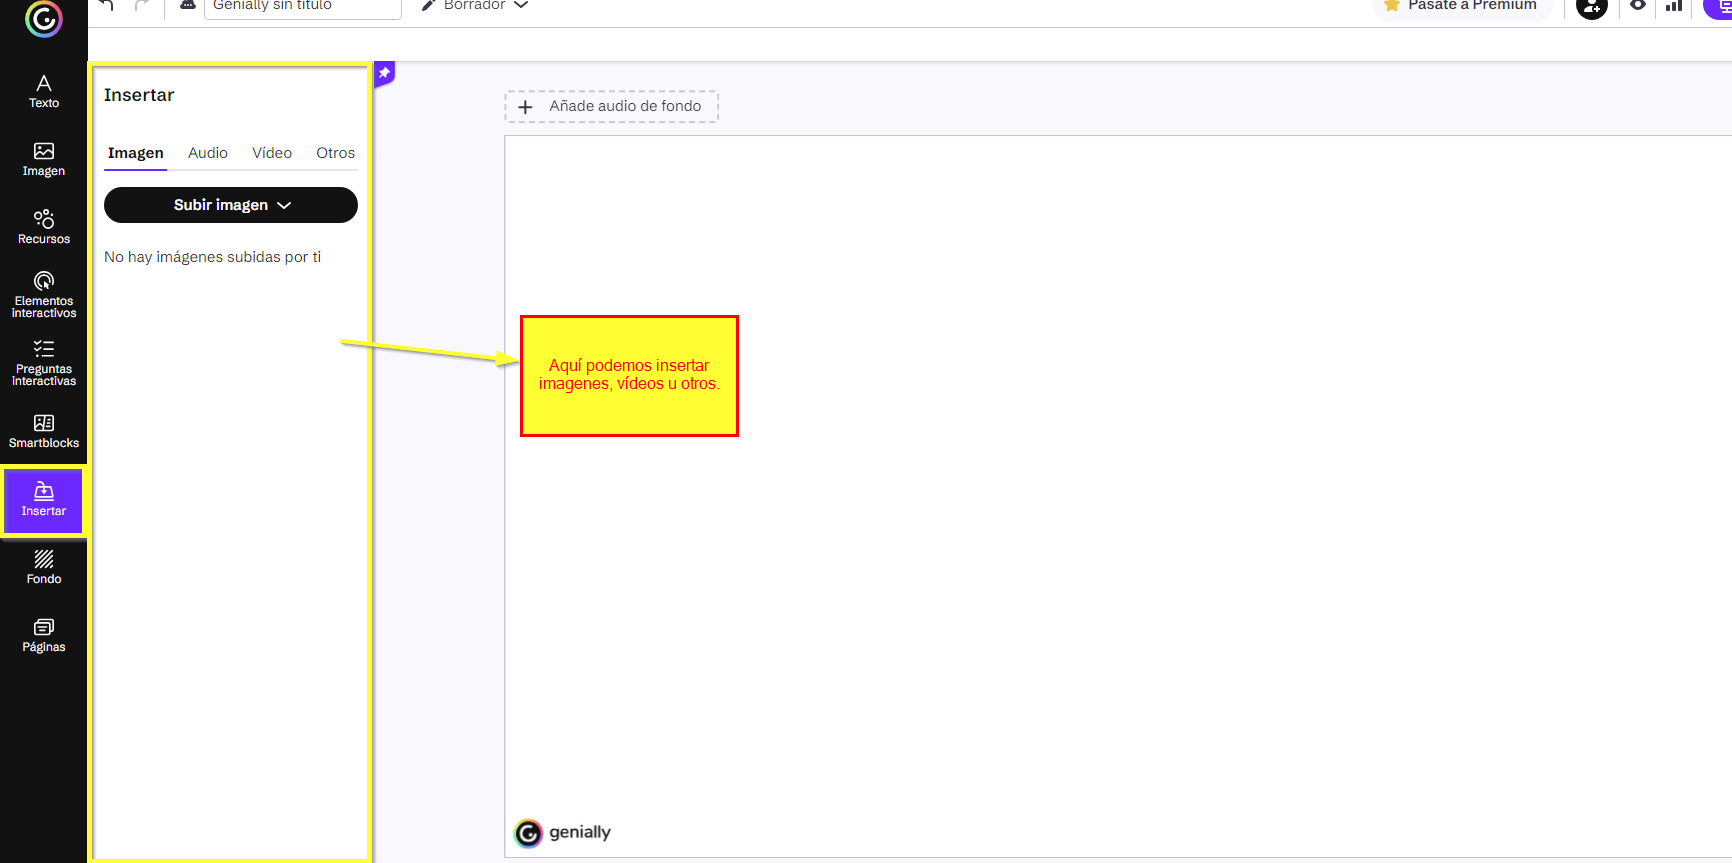 Genially sin título
Borrador
Pásate a Premium
Texto
Imagen
Recursos
Elementos
interactivos
Preguntas
interactivas
Smartblocks
Insertar
Fondo
Páginas
Insertar
Imagen Audio Vídeo Otros
Subir imagen
No hay imágenes subidas por ti
Añade audio de fondo
Aquí podemos insertar
imagenes, vídeos u otros.
genially